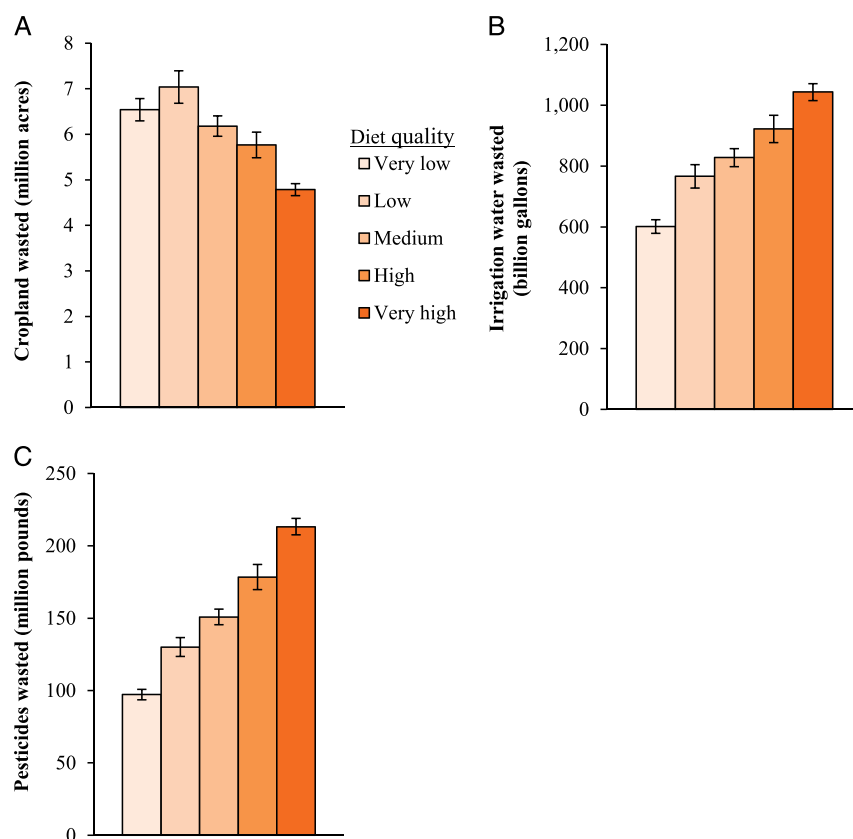 A
Cropland wasted (million acres)
8
7
6
5
4
3
2
1
0
Diet quality
Very low
Low
Medium
High
Very high
B
Irrigation water wasted
(billion gallons)
1,200
1,000
800
600
400
200
0
C
Pesticides wasted (million pounds)
250
200
150
100
50
0